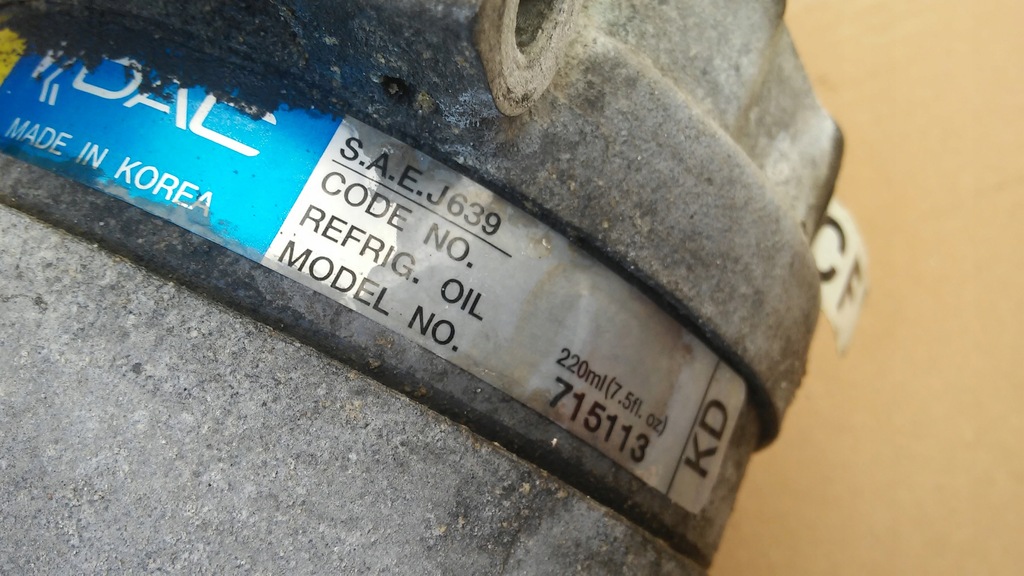 MADE IN KOREA
S.A.E.J639
CODE NO.
REFRIG. OIL 220ml(7.5fl. oz)
MODEL NO. 715113
KD